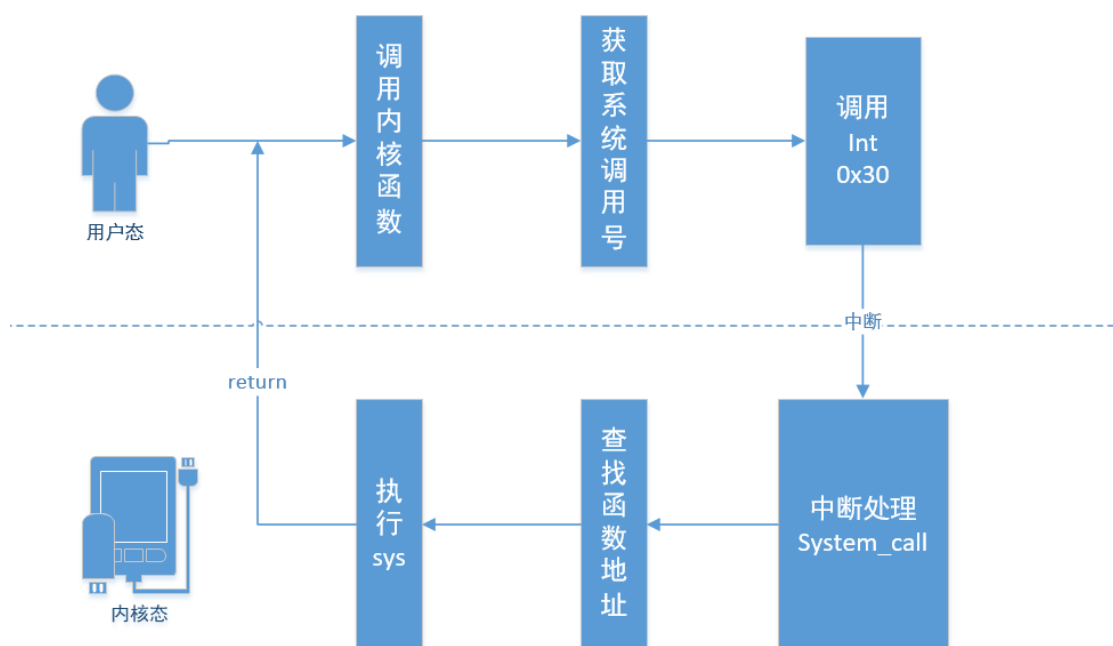 调用内核函数
获取系统调用号
调用
Int
0x30
用户态
中断
return
执行
sys
查找函数地址
中断处理
System_call
内核态